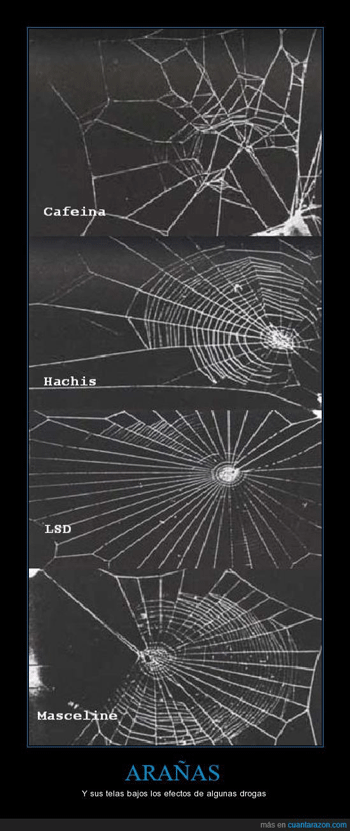 Cafeina
Hachis
LSD
Masceline
ARAÑAS
Y sus telas bajos los efectos de algunas drogas
más en cuantarazon.com